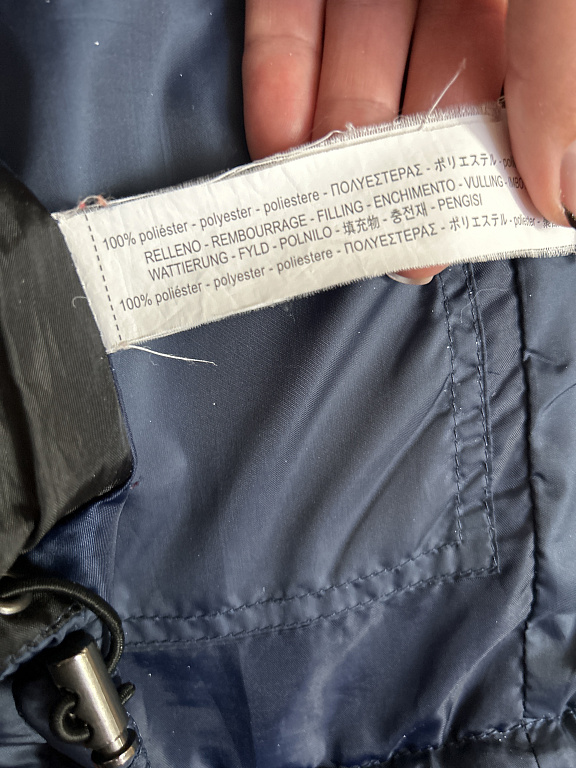 100% poliéster - polyester - poliestere - ΠΟΛΥΕΣΤΕΡΑΣ - ポリエステル -
RELLENO - REMBOURRAGE - FILLING - ENCHIMENTO - VULLING -
WATTIERUNG - FYLD - POLNILO - 填充物 - 충전재 - PENGISI
100% poliéster - polyester - poliestere - ΠΟΛΥΕΣΤΕΡΑΣ - ポリエステル - polester -